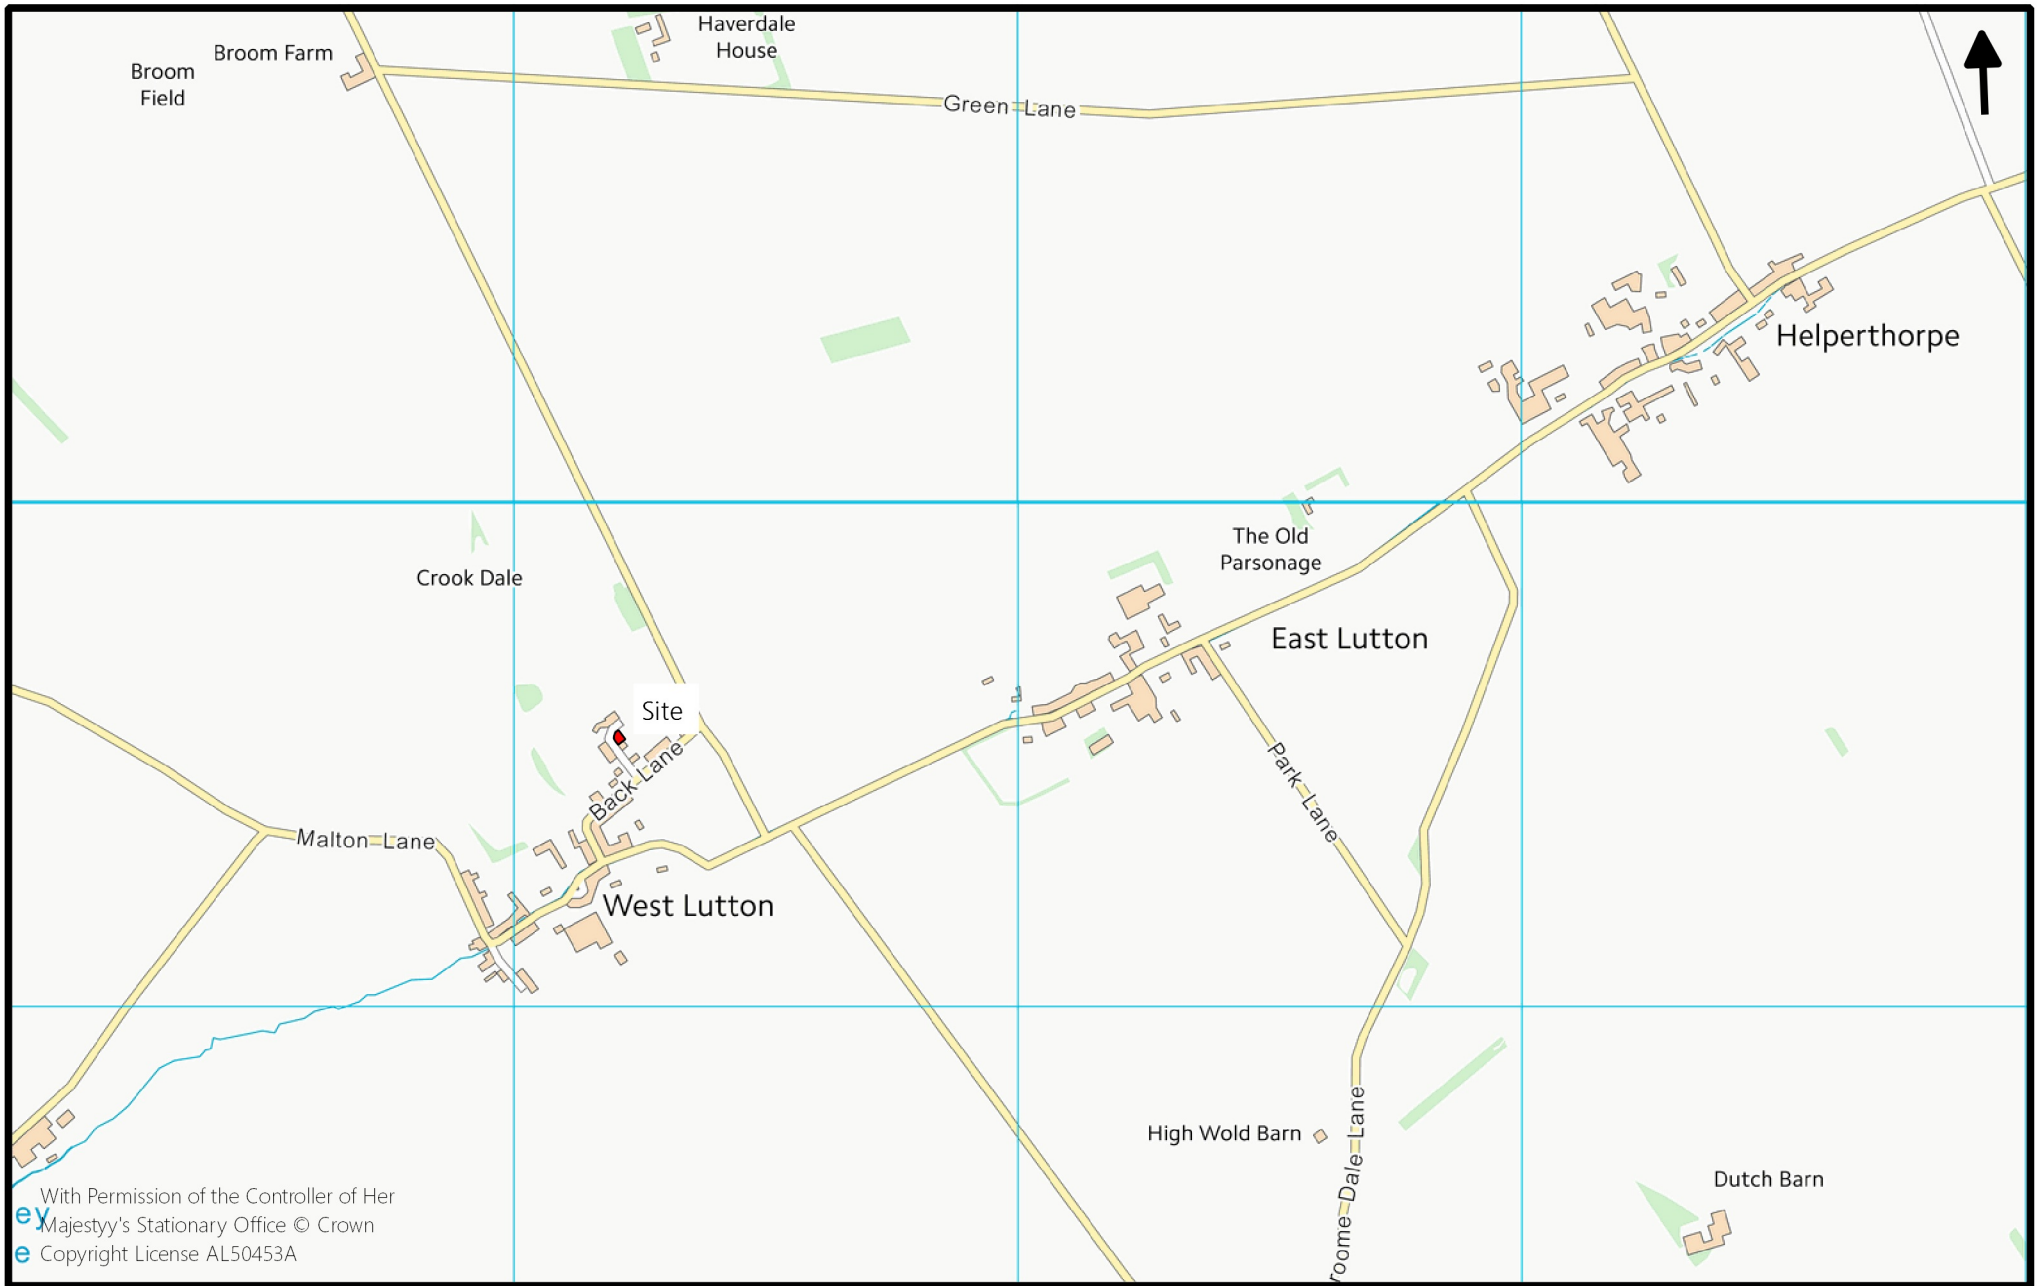 Haverdale
House
Broom Farm
Broom
Field
Green Lane
Helperthorpe
The Old
Parsonage
Crook Dale
East Lutton
Site
Back Lane
Park Lane
Malton Lane
West Lutton
High Wold Barn
roome Dale Lane
Dutch Barn
With Permission of the Controller of Her
ey
Majestyy's Stationary Office © Crown
e
Copyright License AL50453A